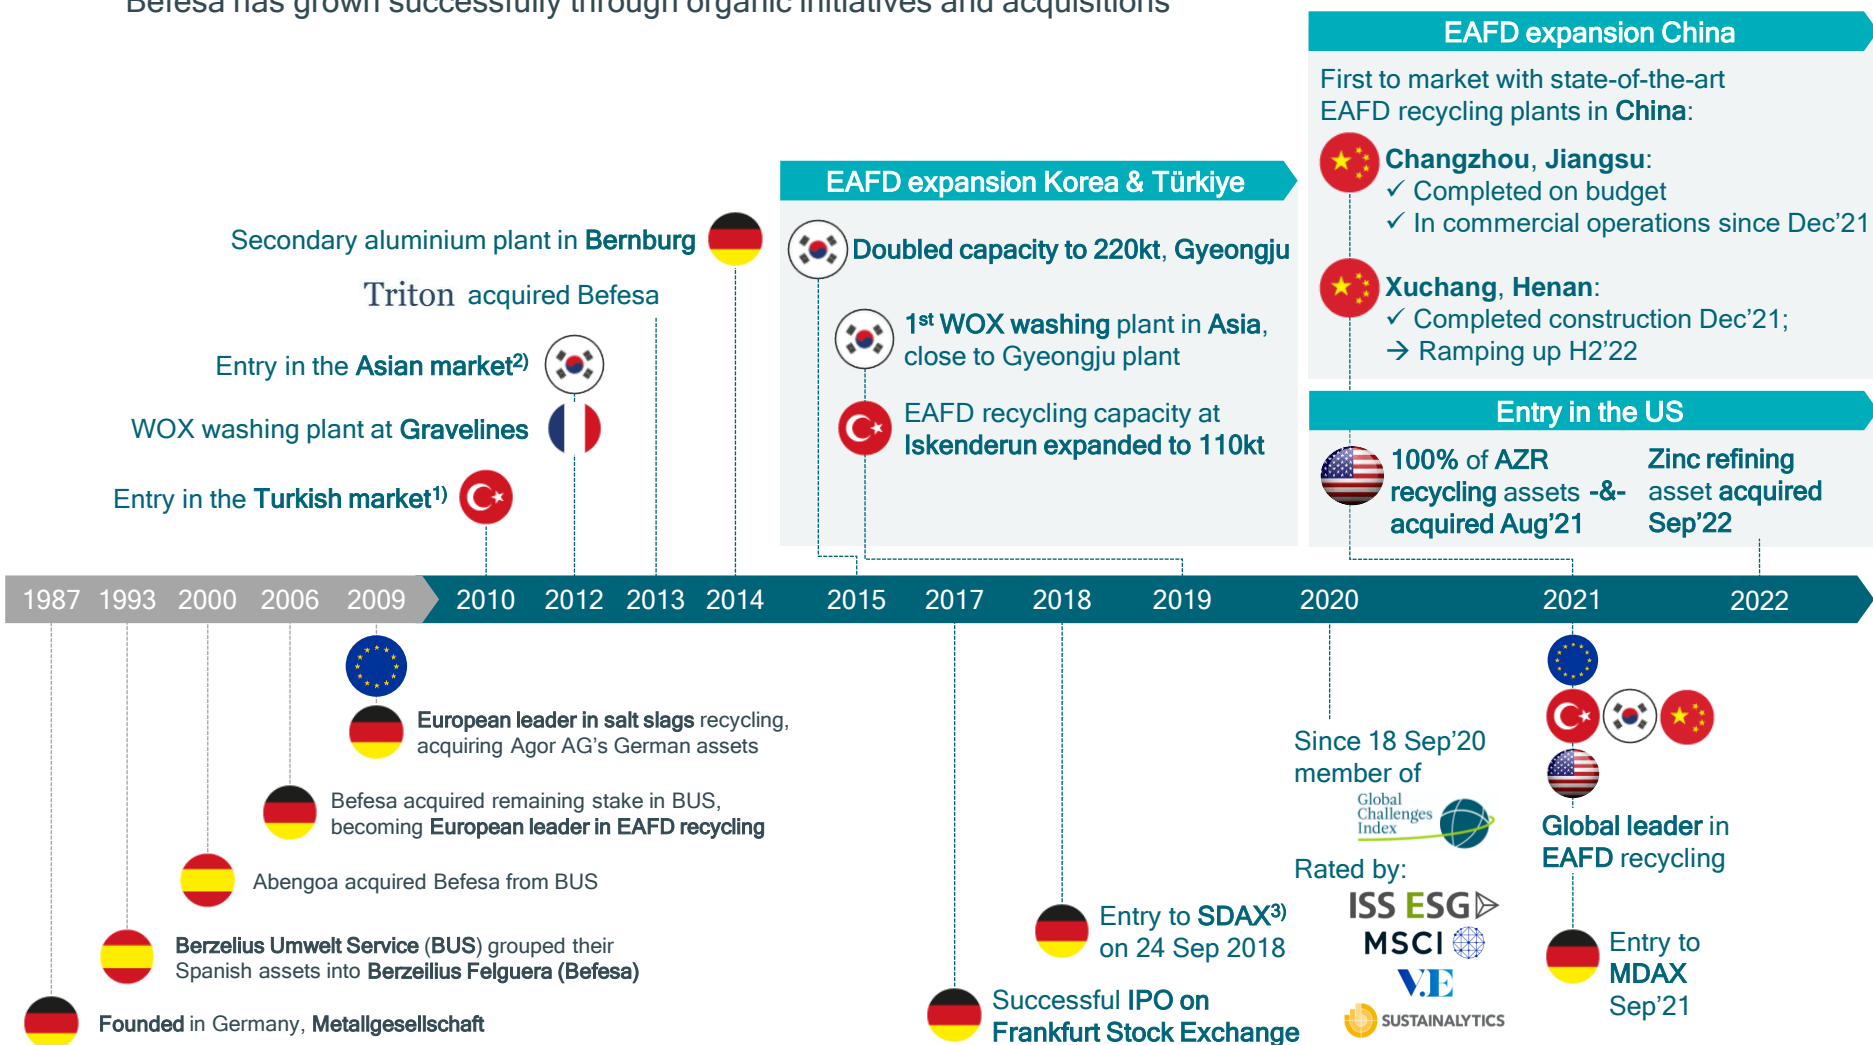 Befesa has grown successfully through organic initiatives and acquisitions
EAFD expansion China
First to market with state-of-the-art
EAFD recycling plants in China:
Changzhou, Jiangsu:
✓ Completed on budget
✓ In commercial operations since Dec'21
Xuchang, Henan:
✓ Completed construction Dec'21;
→ Ramping up H2'22
EAFD expansion Korea & Türkiye
Doubled capacity to 220kt, Gyeongju
1st WOX washing plant in Asia,
close to Gyeongju plant
EAFD recycling capacity at
Iskenderun expanded to 110kt
Entry in the US
100% of AZR
recycling assets -&-
acquired Aug'21
Zinc refining
asset acquired
Sep'22
Secondary aluminium plant in Bernburg
Triton acquired Befesa
Entry in the Asian market2)
WOX washing plant at Gravelines
Entry in the Turkish market1)
1987 1993 2000 2006 2009 2010 2012 2013 2014 2015 2017 2018 2019 2020 2021 2022
European leader in salt slags recycling,
acquiring Agor AG's German assets
Befesa acquired remaining stake in BUS,
becoming European leader in EAFD recycling
Abengoa acquired Befesa from BUS
Berzelius Umwelt Service (BUS) grouped their
Spanish assets into Berzeilius Felguera (Befesa)
Founded in Germany, Metallgesellschaft
Successful IPO on
Frankfurt Stock Exchange
Entry to SDAX3)
on 24 Sep 2018
Since 18 Sep'20
member of
Global
Challenges
Index
Rated by:
ISS ESG
MSCI
V.E
SUSTAINALYTICS
Global leader in
EAFD recycling
Entry to
MDAX
Sep'21